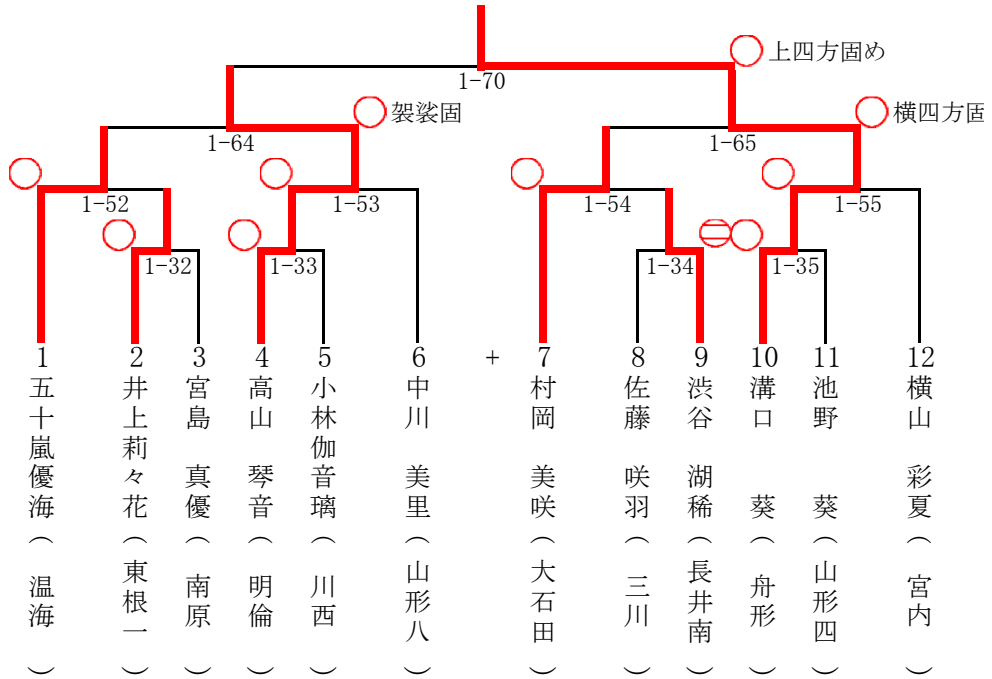 上四方固め
1-70
袈裟固
横四方固
1-64
1-65
1-52
1-53
1-54
1-55
1-32
1-33
1-34
1-35
1
2
3
4
5
6
+
7
8
9
10
11
12
五十嵐優海(温海)
井上莉々花(東根一)
宮島 真優(南原)
高山 琴音(明倫)
小林伽音璃(川西)
中川 美里(山形八)
村岡 美咲(大石田)
佐藤 咲羽(三川)
渋谷 湖稀(長井南)
溝口 葵(舟形)
池野 葵(山形四)
横山 彩夏(宮内)